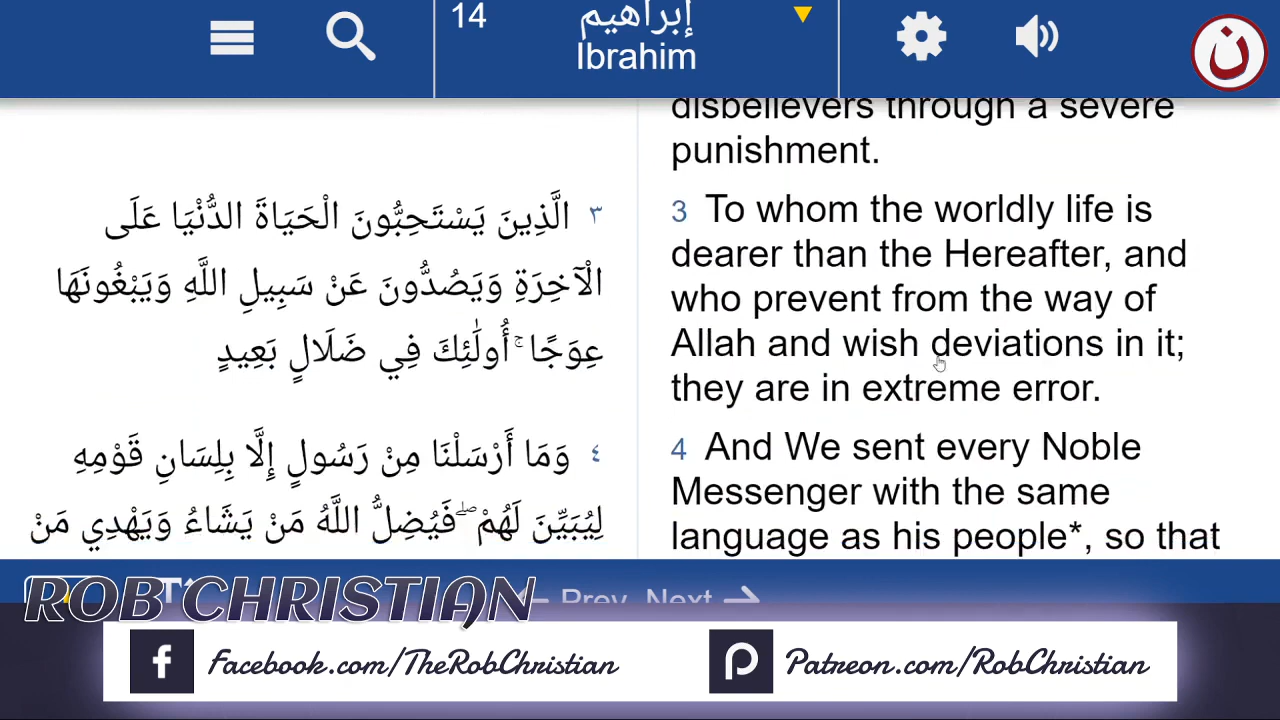 14
إبراهيم
Ibrahim
ن
disbelievers through a severe
punishment.
٣ الَّذِينَ يَسْتَحِبُّونَ الْحَيَاةَ الدُّنْيَا عَلَى
الْآخِرَةِ وَيَصُدُّونَ عَنْ سَبِيلِ اللَّهِ وَيَبْغُونَهَا
عِوَجًا ۚ أُولَٰئِكَ فِي ضَلَالٍ بَعِيدٍ
3 To whom the worldly life is
dearer than the Hereafter, and
who prevent from the way of
Allah and wish deviations in it;
they are in extreme error.
٤ وَمَا أَرْسَلْنَا مِنْ رَسُولٍ إِلَّا بِلِسَانِ قَوْمِهِ
لِيُبَيِّنَ لَهُمْ ۖ فَيُضِلُّ اللَّهُ مَنْ يَشَاءُ وَيَهْدِي مَنْ
4 And We sent every Noble
Messenger with the same
language as his people*, so that
Prev Next
ROB CHRISTIAN
Facebook.com/TheRobChristian
Patreon.com/RobChristian